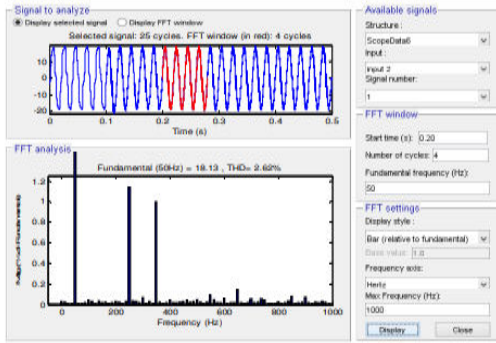 Signal to analyze
Display selected signal
Display FFT window
Selected signal: 25 cycles. FFT window (in red): 4 cycles
20
10
0
-10
-20
0 0.1 0.2 0.3 0.4 0.5
Time (s)
FFT analysis
Fundamental (50Hz) = 18.13 , THD= 2.62%
1.2
1
0.8
0.6
0.4
0.2
0
Mag (% of Fundamental)
0 200 400 600 800 1000
Frequency (Hz)
Available signals
Structure :
ScopeData6
Input :
input 2
Signal number:
1
FFT window
Start time (s): 0.20
Number of cycles: 4
Fundamental frequency (Hz):
50
FFT settings
Display style :
Bar (relative to fundamental)
Base value: 1.0
Frequency axis:
Hertz
Max Frequency (Hz):
1000
Display
Close